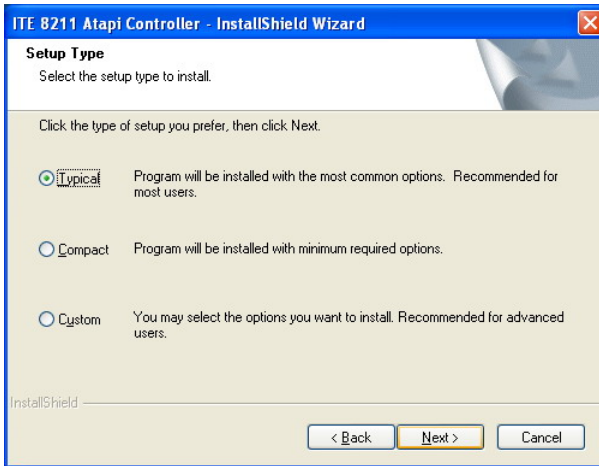 ITE 8211 Atapi Controller - InstallShield Wizard
Setup Type
Select the setup type to install.
Click the type of setup you prefer, then click Next.
Typical
Program will be installed with the most common options. Recommended for
most users.
Compact
Program will be installed with minimum required options.
Custom
You may select the options you want to install. Recommended for advanced
users.
InstallShield
< Back
Next >
Cancel